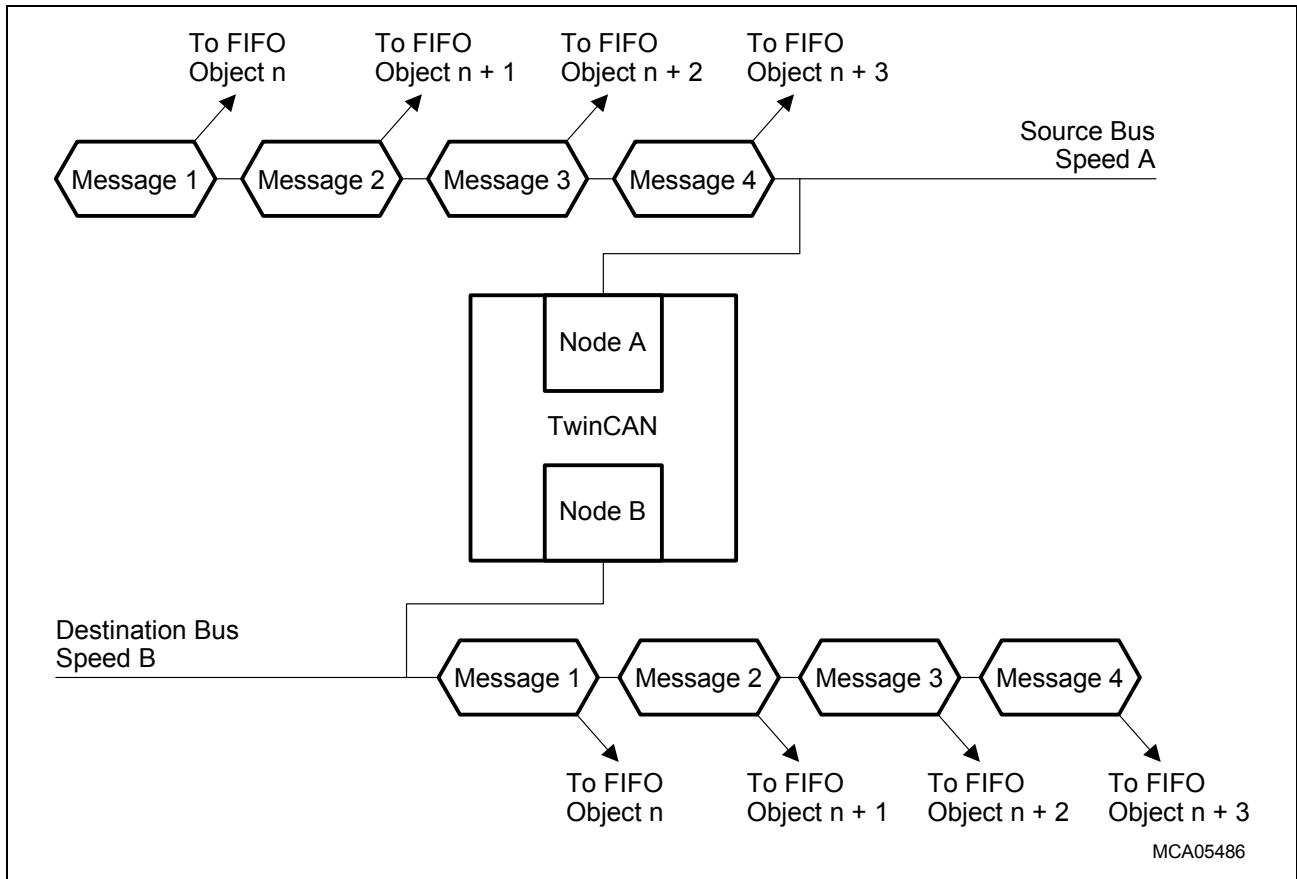 To FIFO
Object n
To FIFO
Object n + 1
To FIFO
Object n + 2
To FIFO
Object n + 3
Source Bus
Speed A
Message 1
Message 2
Message 3
Message 4
Node A
TwinCAN
Node B
Destination Bus
Speed B
Message 1
Message 2
Message 3
Message 4
To FIFO
Object n
To FIFO
Object n + 1
To FIFO
Object n + 2
To FIFO
Object n + 3
MCA05486